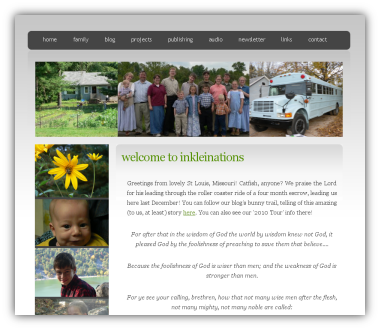 home family blog projects publishing audio newsletter links contact
welcome to inkleinations
Greetings from lovely St Louis, Missouri! Catfish, anyone? We praise the Lord
for his leading through the roller coaster ride of a four month escrow, leading us
here last December! You can follow our blog's bunny trail, telling of this amazing
(to us, at least) story here. You can also see our '2010 Tour' info there!
For after that in the wisdom of God the world by wisdom knew not God, it
pleased God by the foolishness of preaching to save them that believe....
Because the foolishness of God is wiser than men; and the weakness of God is
stronger than men.
For ye see your calling, brethren, how that not many wise men after the flesh,
not many mighty, not many noble are called: